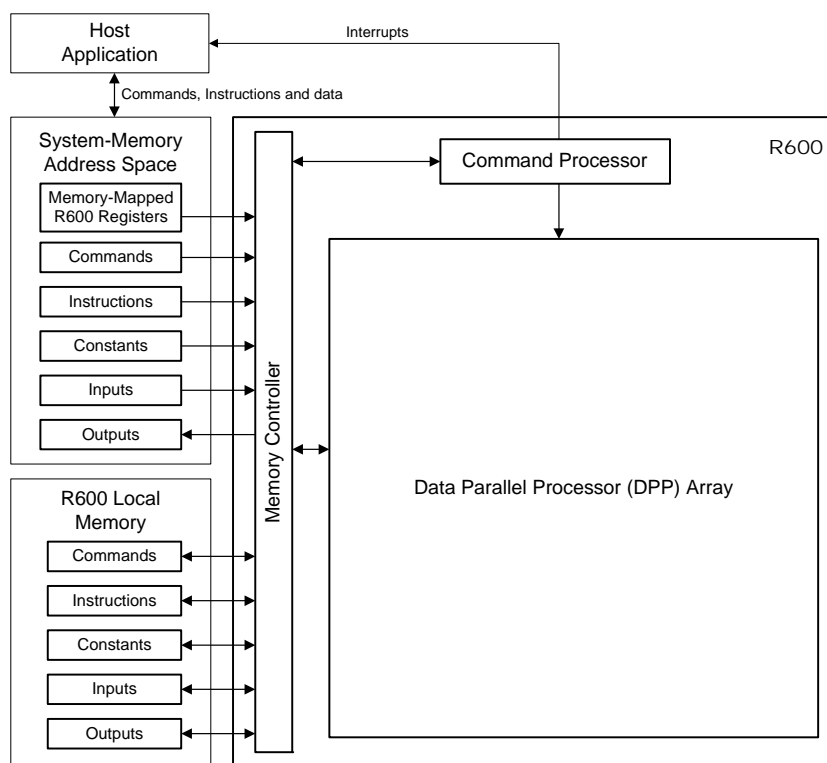 Host
Application
Interrupts
Commands, Instructions and data
System-Memory
Address Space
Memory-Mapped
R600 Registers
Commands
Instructions
Constants
Inputs
Outputs
R600 Local
Memory
Commands
Instructions
Constants
Inputs
Outputs
Memory Controller
Command Processor
R600
Data Parallel Processor (DPP) Array